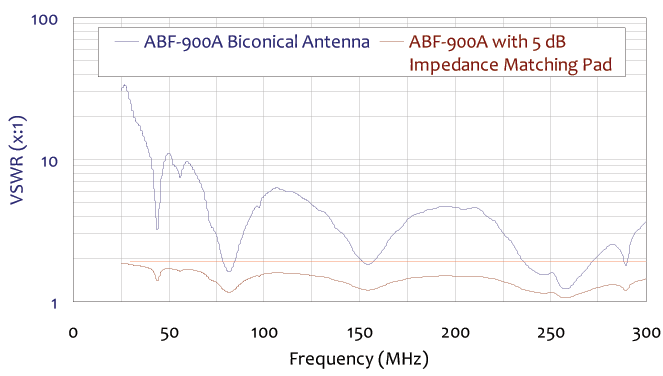 100
ABF-900A Biconical Antenna
ABF-900A with 5 dB
Impedance Matching Pad
VSWR (x:1)
10
1
0 50 100 150 200 250 300
Frequency (MHz)